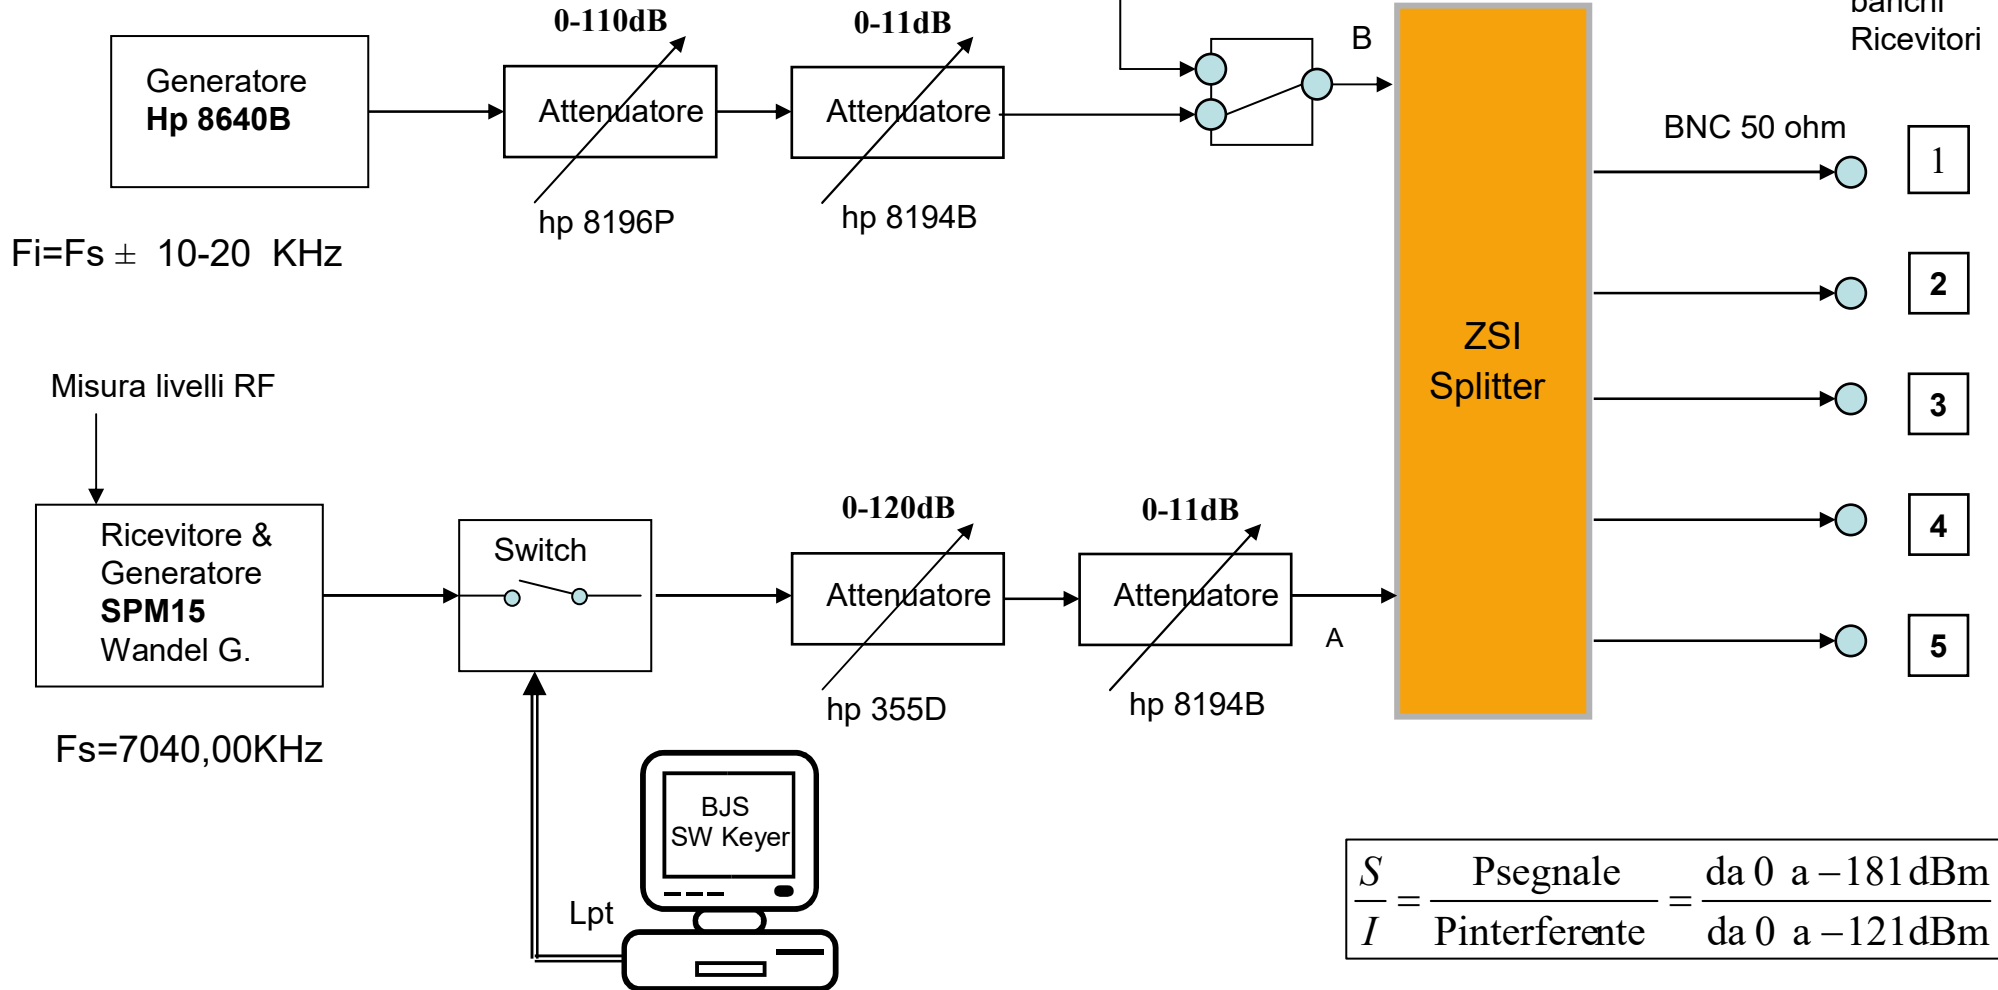 banchi
Ricevitori
0-110dB
0-11dB
B
Generatore
Hp 8640B
Attenuatore
Attenuatore
BNC 50 ohm
1
hp 8196P
hp 8194B
Fi=Fs ± 10-20 KHz
2
ZSI
Splitter
Misura livelli RF
3
0-120dB
0-11dB
Ricevitore &
Generatore
SPM15
Wandel G.
Switch
Attenuatore
Attenuatore
4
A
5
hp 355D
hp 8194B
Fs=7040,00KHz
BJS
SW Keyer
Lpt
S/I = Psegnale/Pinterferente = da 0 a −181dBm/da 0 a −121dBm